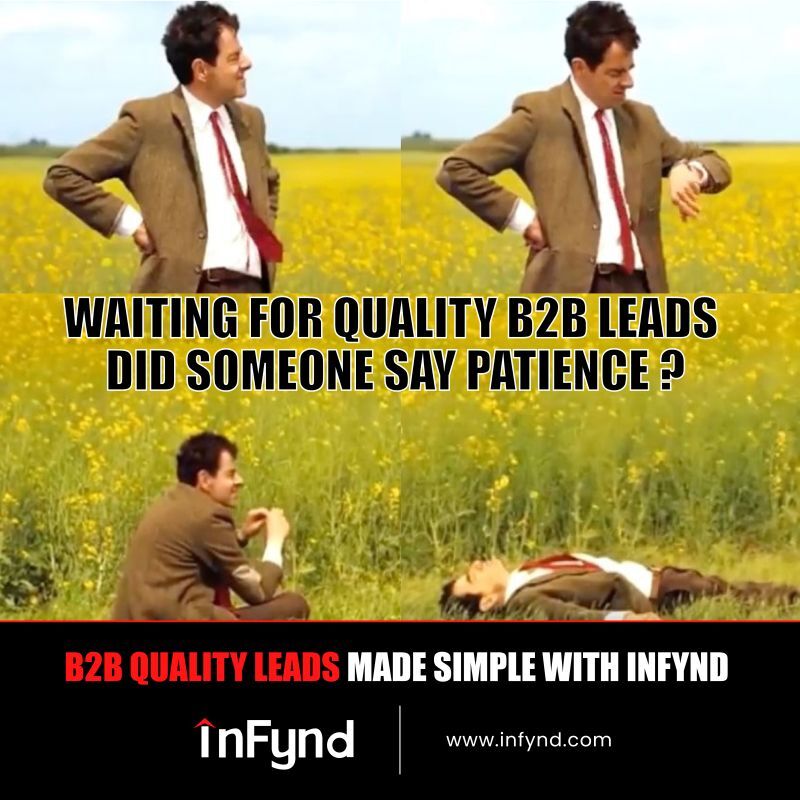 WAITING FOR QUALITY B2B LEADS
DID SOMEONE SAY PATIENCE ?
B2B QUALITY LEADS MADE SIMPLE WITH INFYND
inFynd
www.infynd.com